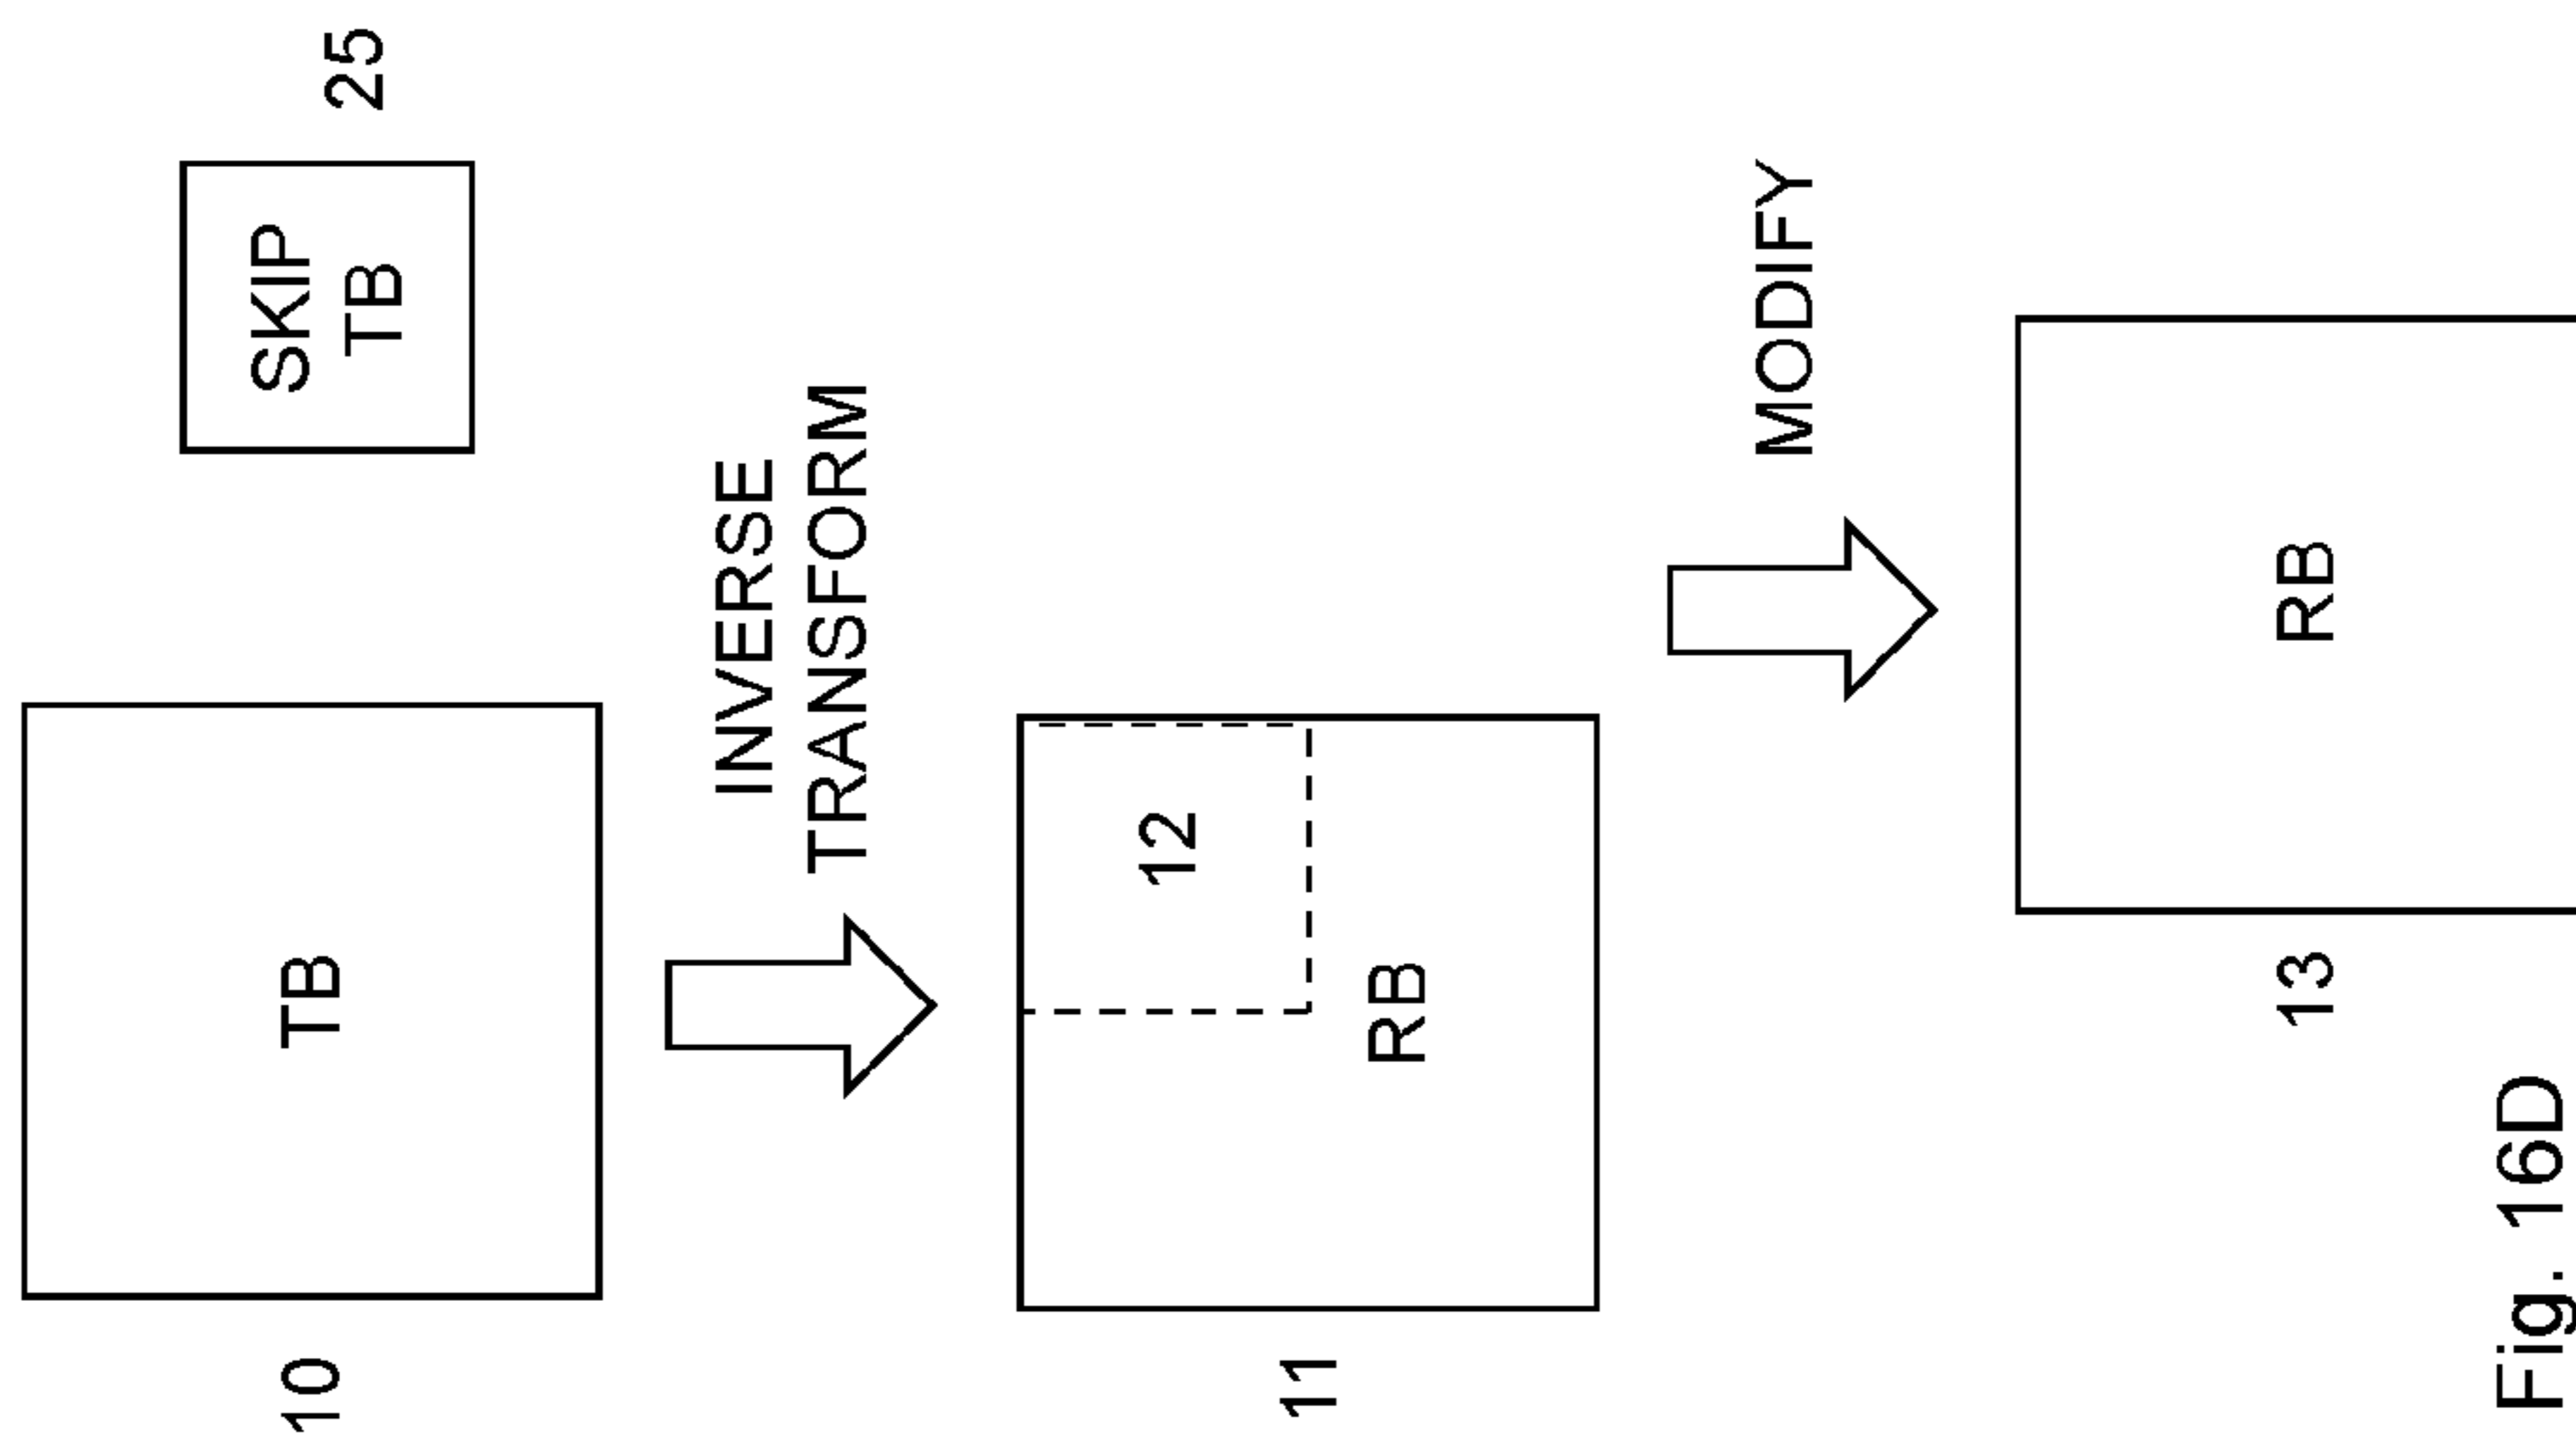 10
TB
SKIP
TB
25
INVERSE
TRANSFORM
12
RB
11
MODIFY
RB
13
Fig. 16D